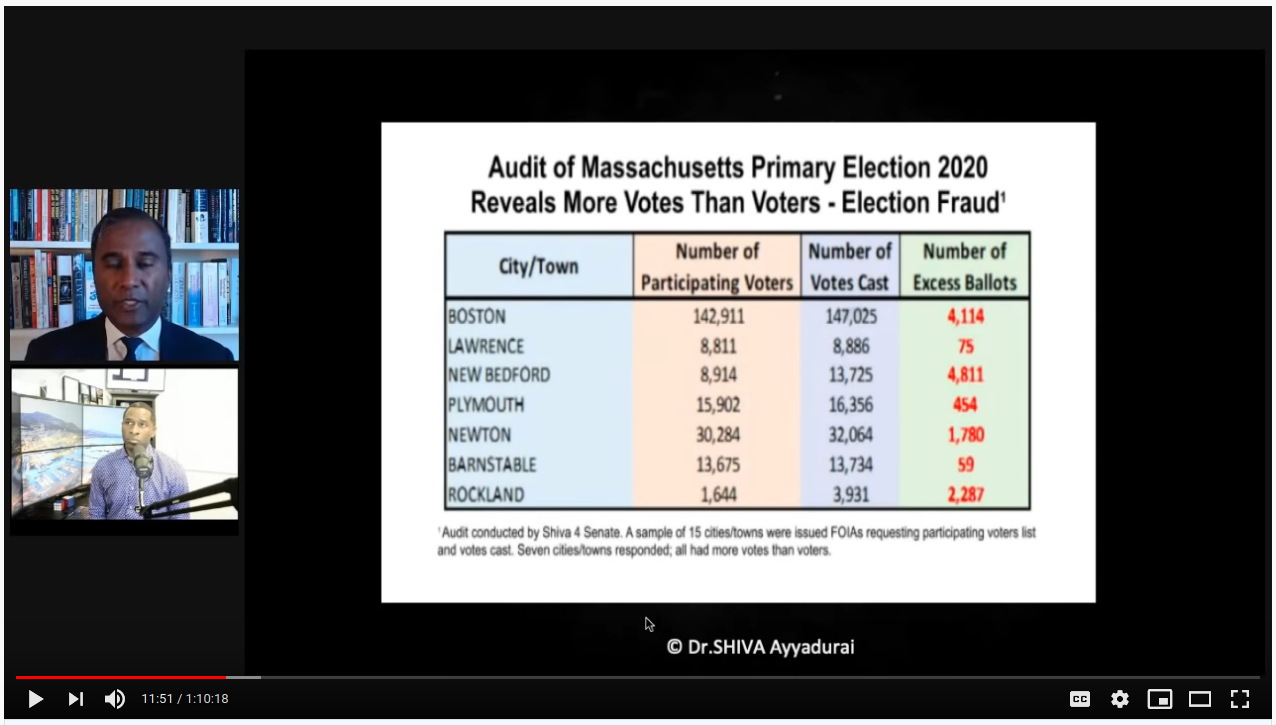 Audit of Massachusetts Primary Election 2020
Reveals More Votes Than Voters - Election Fraud¹
City/Town
Number of
Participating Voters
Number of
Votes Cast
Number of
Excess Ballots
BOSTON 142,911 147,025 4,114
LAWRENCE 8,811 8,886 75
NEW BEDFORD 8,914 13,725 4,811
PLYMOUTH 15,902 16,356 454
NEWTON 30,284 32,064 1,780
BARNSTABLE 13,675 13,734 59
ROCKLAND 1,644 3,931 2,287
¹Audit conducted by Shiva 4 Senate. A sample of 15 cities/towns were issued FOIAs requesting participating voters list
and votes cast. Seven cities/towns responded; all had more votes than voters.
© Dr.SHIVA Ayyadurai
11:51 / 1:10:18
CC